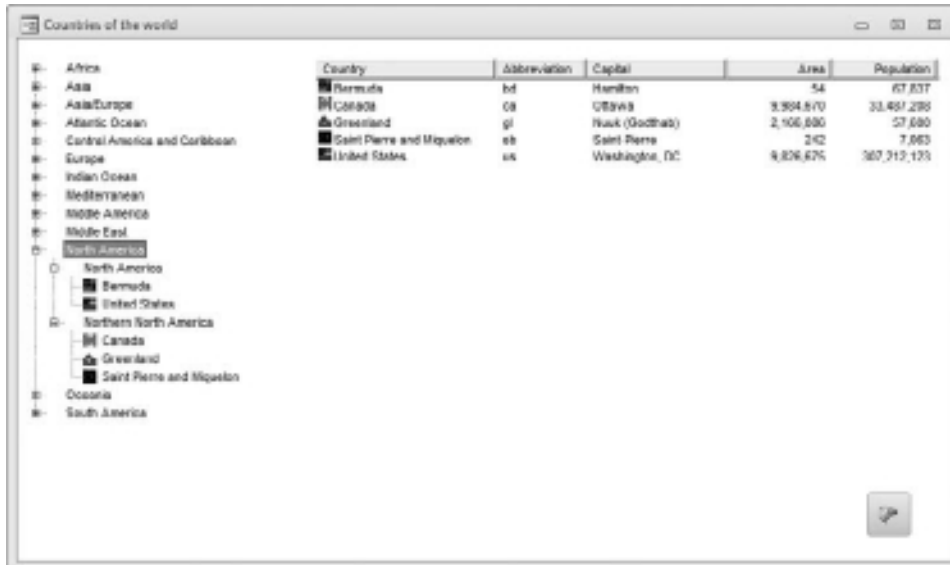 Countries of the world
Africa
Asia
Asia/Europe
Atlantic Ocean
Central America and Caribbean
Europe
Indian Ocean
Mediterranean
Middle America
Middle East
North America
North America
Bermuda
United States
Northern North America
Canada
Greenland
Saint Pierre and Miquelon
Oceania
South America
Country Abbreviation Capital Area Population
Bermuda bd Hamilton 54 67,837
Canada ca Ottawa 9,984,670 33,487,208
Greenland gl Nuuk (Godthab) 57,600
Saint Pierre and Miquelon sb Saint Pierre 242 7,063
United States us Washington, DC 9,826,675 307,212,123